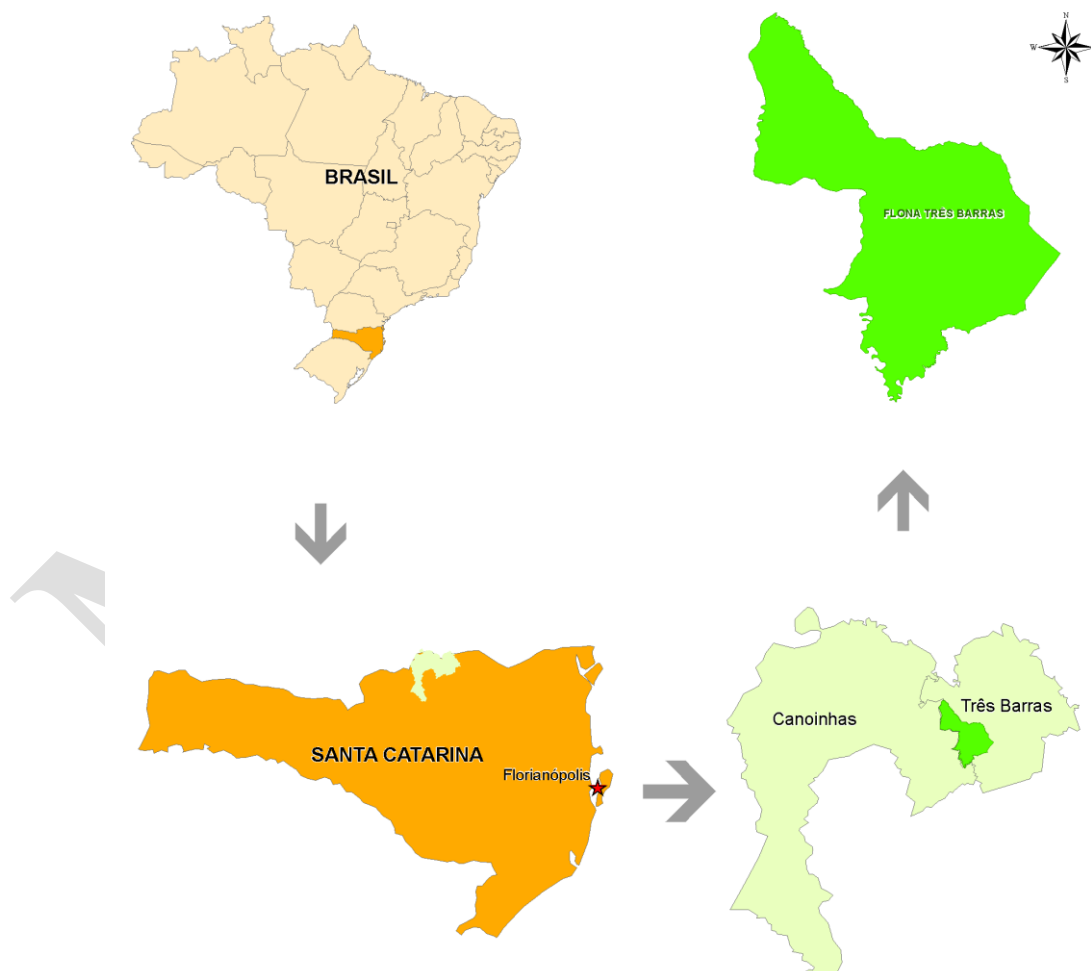 BRASIL
N
W
S
FLONA TRÊS BARRAS
SANTA CATARINA
Florianópolis
Canoinhas
Três Barras